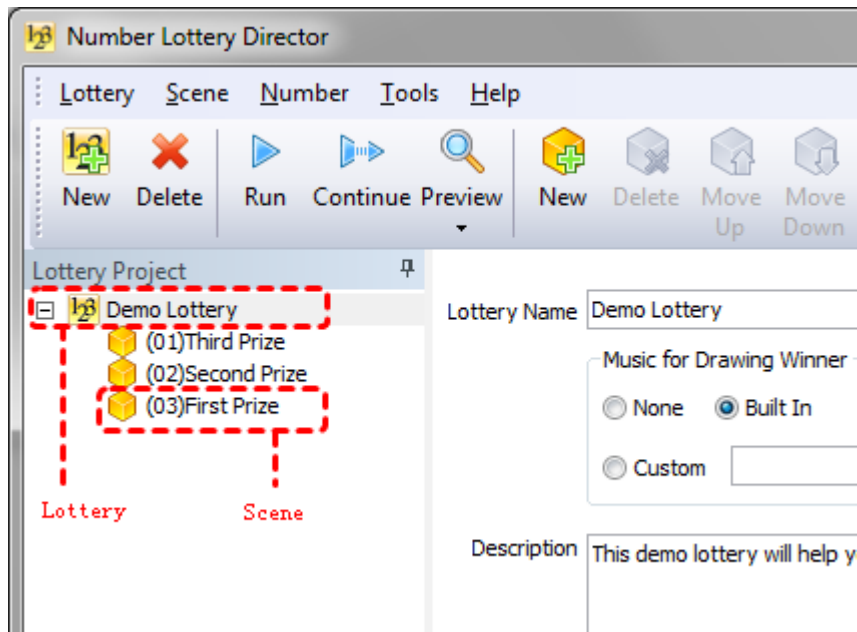 Number Lottery Director
Lottery Scene Number Tools Help
New Delete Run Continue Preview New Delete Move Up Move Down
Lottery Project
Demo Lottery
(01)Third Prize
(02)Second Prize
(03)First Prize
Lottery Scene
Lottery Name Demo Lottery
Music for Drawing Winner
None Built In
Custom
Description This demo lottery will help